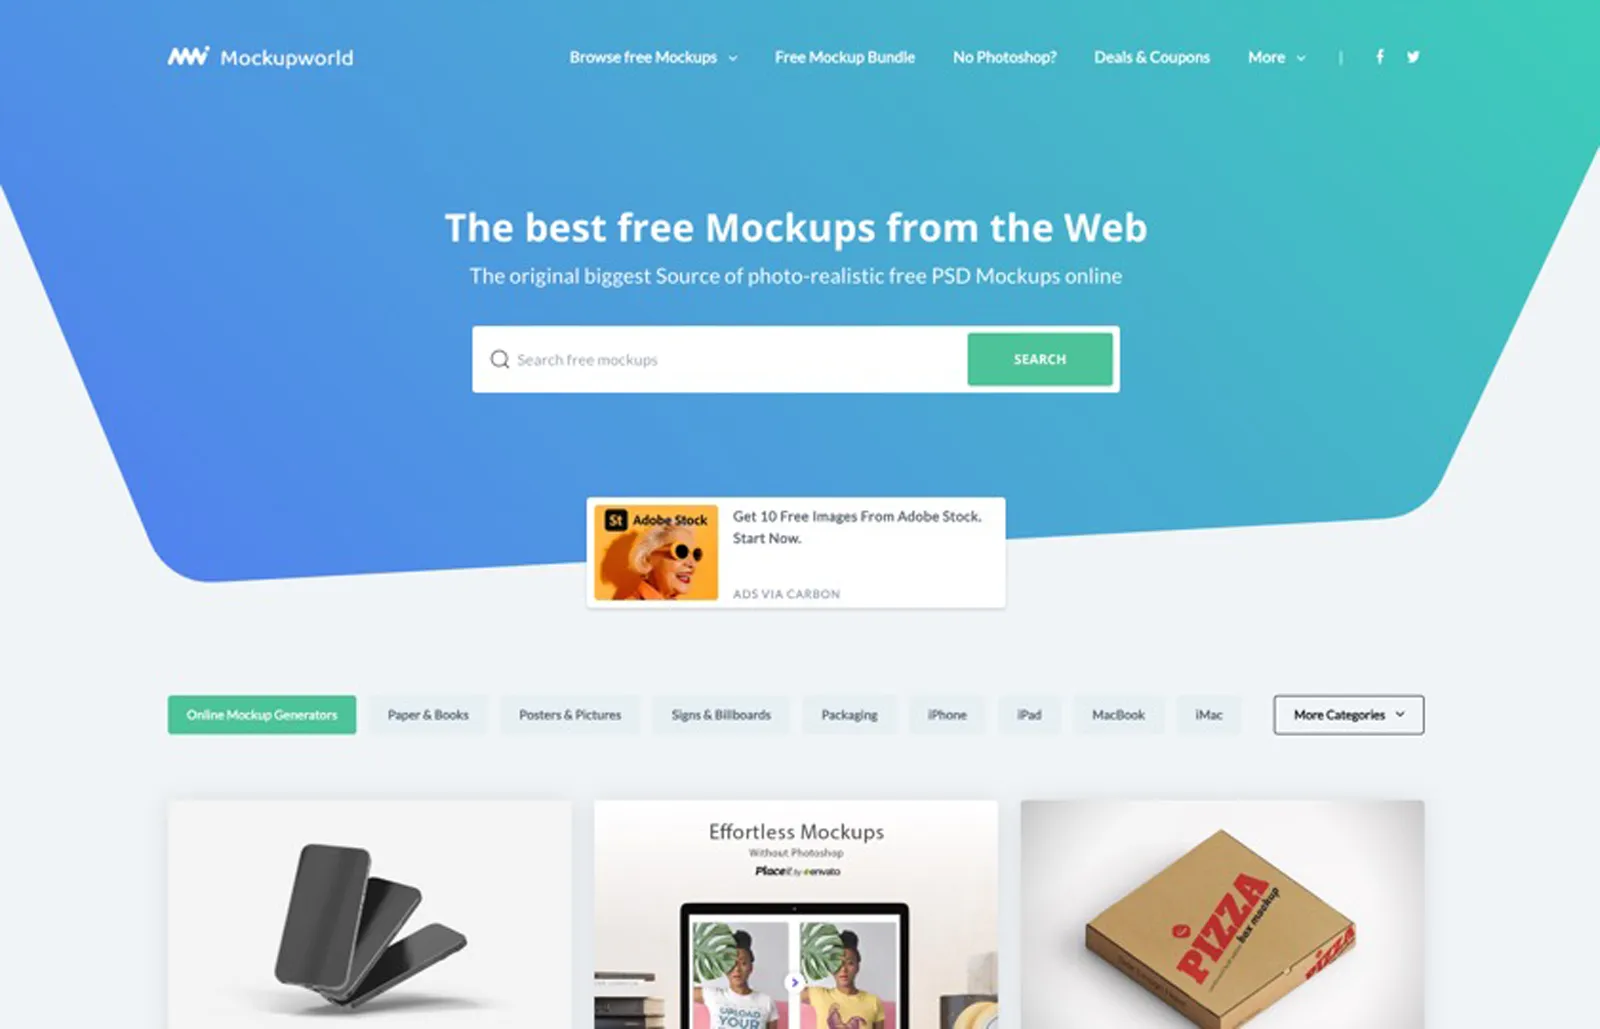 Mockupworld
Browse free Mockups
Free Mockup Bundle
No Photoshop?
Deals & Coupons
More
The best free Mockups from the Web
The original biggest Source of photo-realistic free PSD Mockups online
Search free mockups
SEARCH
St Adobe Stock
Get 10 Free Images From Adobe Stock.
Start Now.
ADS VIA CARBON
Online Mockup Generators
Paper & Books
Posters & Pictures
Signs & Billboards
Packaging
iPhone
iPad
MacBook
iMac
More Categories
Effortless Mockups
Without Photoshop
Placeit by envato
UPLOAD
YOUR
PIZZA
box mockup
PIZZA